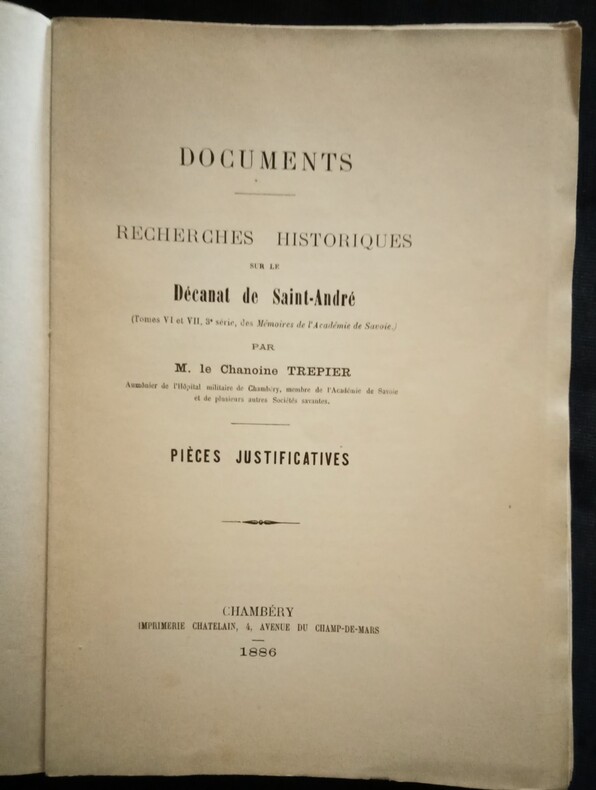 DOCUMENTS
RECHERCHES HISTORIQUES
SUR LE
Décanat de Saint-André
(Tomes VI et VII, 3e série, des Mémoires de l'Académie de Savoie.)
PAR
M. le Chanoine TREPIER
Aumônier de l'Hôpital militaire de Chambéry, membre de l'Académie de Savoie
et de plusieurs autres Sociétés savantes.
PIÈCES JUSTIFICATIVES
CHAMBÉRY
IMPRIMERIE CHATELAIN, 4, AVENUE DU CHAMP-DE-MARS
1886